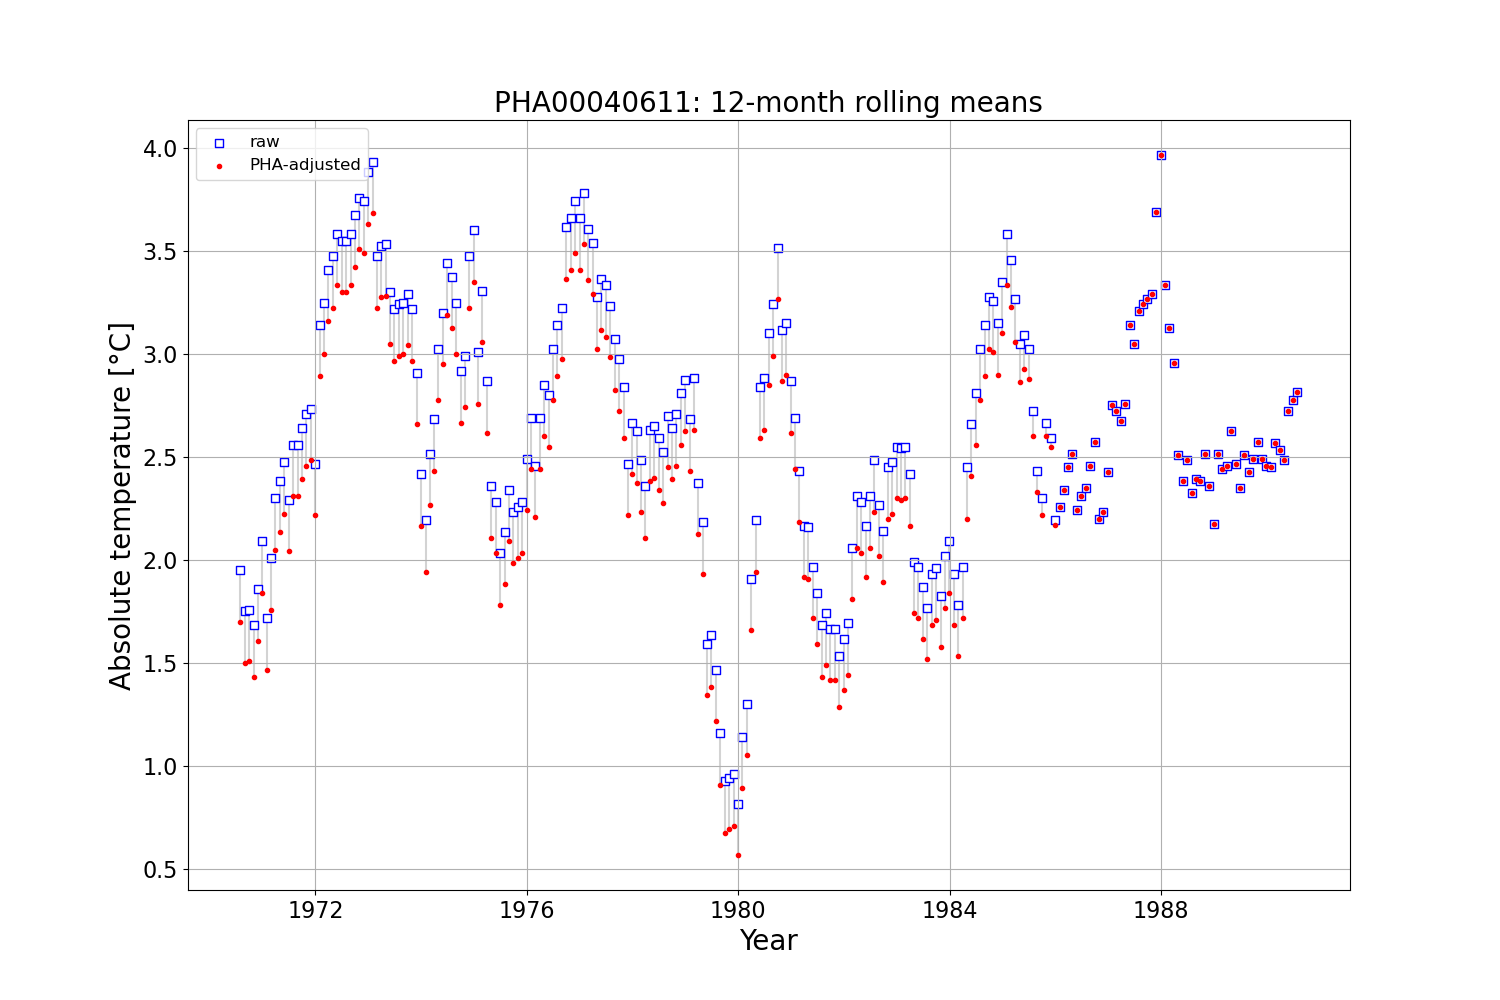 PHA00040611: 12-month rolling means
raw
PHA-adjusted
Absolute temperature [°C]
4.0
3.5
3.0
2.5
2.0
1.5
1.0
0.5
1972 1976 1980 1984 1988
Year